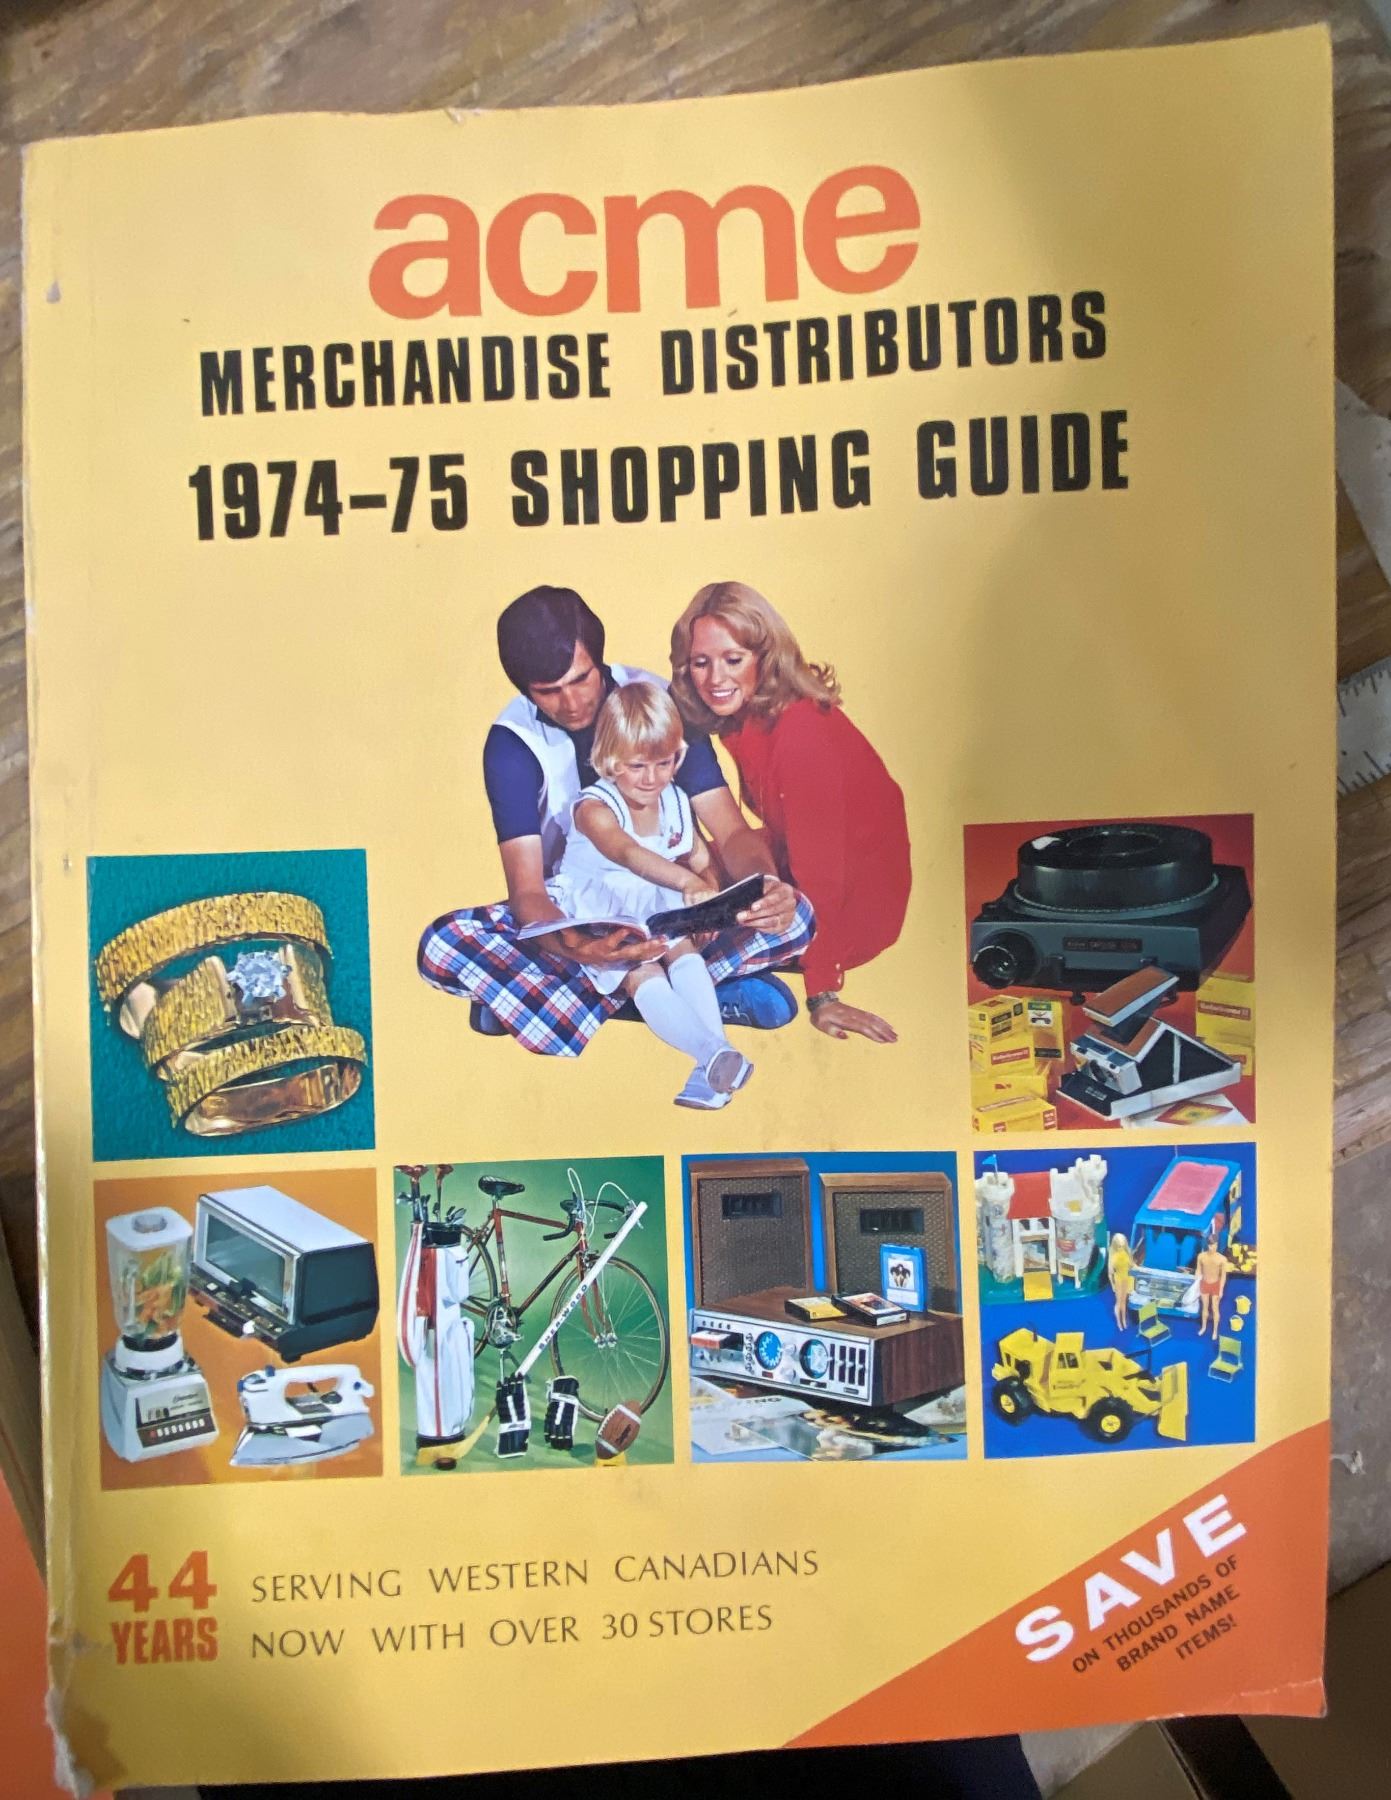 acme
MERCHANDISE DISTRIBUTORS
1974-75 SHOPPING GUIDE
SHERWOOD
44
YEARS
SERVING WESTERN CANADIANS
NOW WITH OVER 30 STORES
SAVE
ON THOUSANDS OF
BRAND NAME
ITEMS!